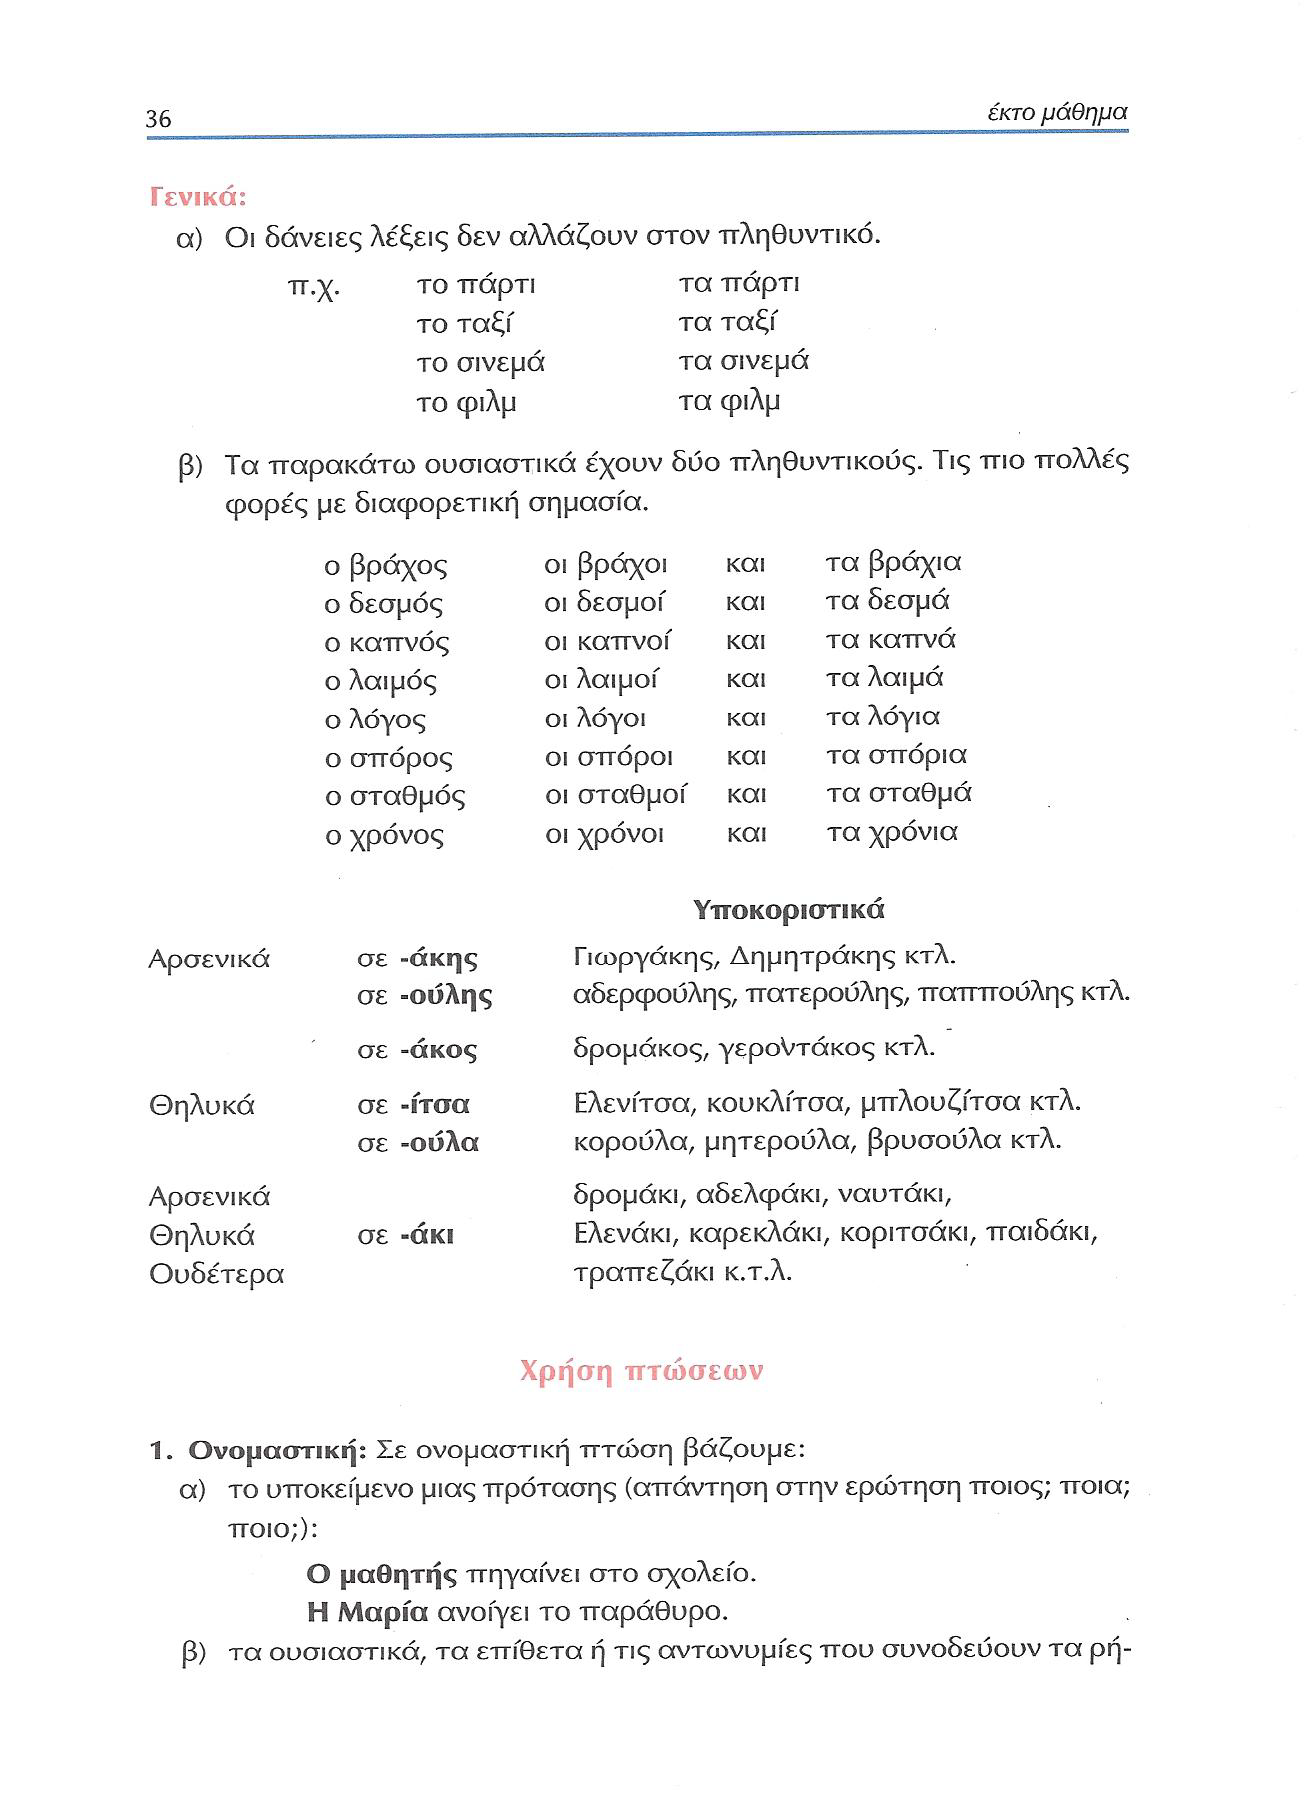 36 έκτο μάθημα
Γενικά:
α) Οι δάνειες λέξεις δεν αλλάζουν στον πληθυντικό.
π.χ. το πάρτι τα πάρτι
το ταξί τα ταξί
το σινεμά τα σινεμά
το φιλμ τα φιλμ
β) Τα παρακάτω ουσιαστικά έχουν δύο πληθυντικούς. Τις πιο πολλές
φορές με διαφορετική σημασία.
ο βράχος οι βράχοι και τα βράχια
ο δεσμός οι δεσμοί και τα δεσμά
ο καπνός οι καπνοί και τα καπνά
ο λαιμός οι λαιμοί και τα λαιμά
ο λόγος οι λόγοι και τα λόγια
ο σπόρος οι σπόροι και τα σπόρια
ο σταθμός οι σταθμοί και τα σταθμά
ο χρόνος οι χρόνοι και τα χρόνια
Υποκοριστικά
Αρσενικά σε -άκης Γιωργάκης, Δημητράκης κτλ.
σε -ούλης αδερφούλης, πατερούλης, παππούλης κτλ.
σε -άκος δρομάκος, γεροντάκος κτλ.
Θηλυκά σε -ίτσα Ελενίτσα, κουκλίτσα, μπλουζίτσα κτλ.
σε -ούλα κορούλα, μητερούλα, βρυσούλα κτλ.
Αρσενικά δρομάκι, αδελφάκι, ναυτάκι,
Θηλυκά σε -άκι Ελενάκι, καρεκλάκι, κοριτσάκι, παιδάκι,
Ουδέτερα τραπεζάκι κ.τ.λ.
Χρήση πτώσεων
1. Ονομαστική: Σε ονομαστική πτώση βάζουμε:
α) το υποκείμενο μιας πρότασης (απάντηση στην ερώτηση ποιος; ποια;
ποιο;):
Ο μαθητής πηγαίνει στο σχολείο.
Η Μαρία ανοίγει το παράθυρο.
β) τα ουσιαστικά, τα επίθετα ή τις αντωνυμίες που συνοδεύουν τα ρή-